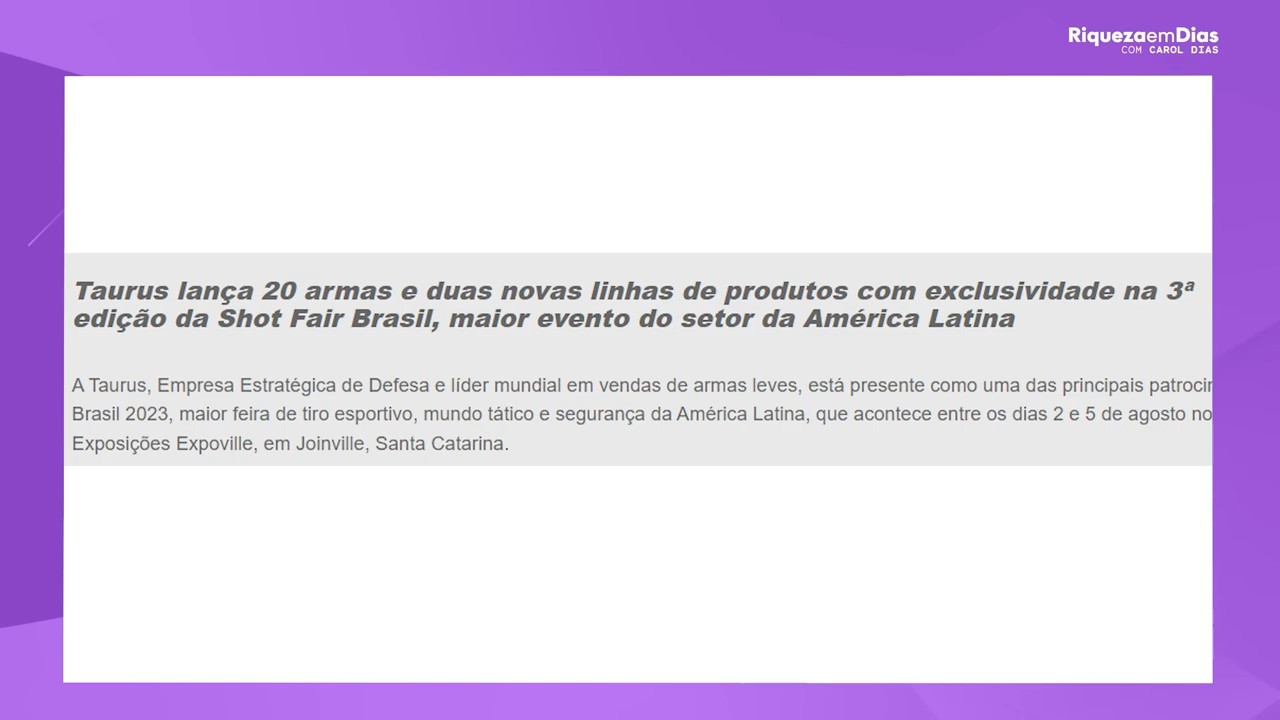 RiquezaemDias
COM CAROL DIAS
Taurus lança 20 armas e duas novas linhas de produtos com exclusividade na 3ª
edição da Shot Fair Brasil, maior evento do setor da América Latina
A Taurus, Empresa Estratégica de Defesa e líder mundial em vendas de armas leves, está presente como uma das principais
Brasil 2023, maior feira de tiro esportivo, mundo tático e segurança da América Latina, que acontece entre os dias 2 e 5 de agosto no
Exposições Expoville, em Joinville, Santa Catarina.